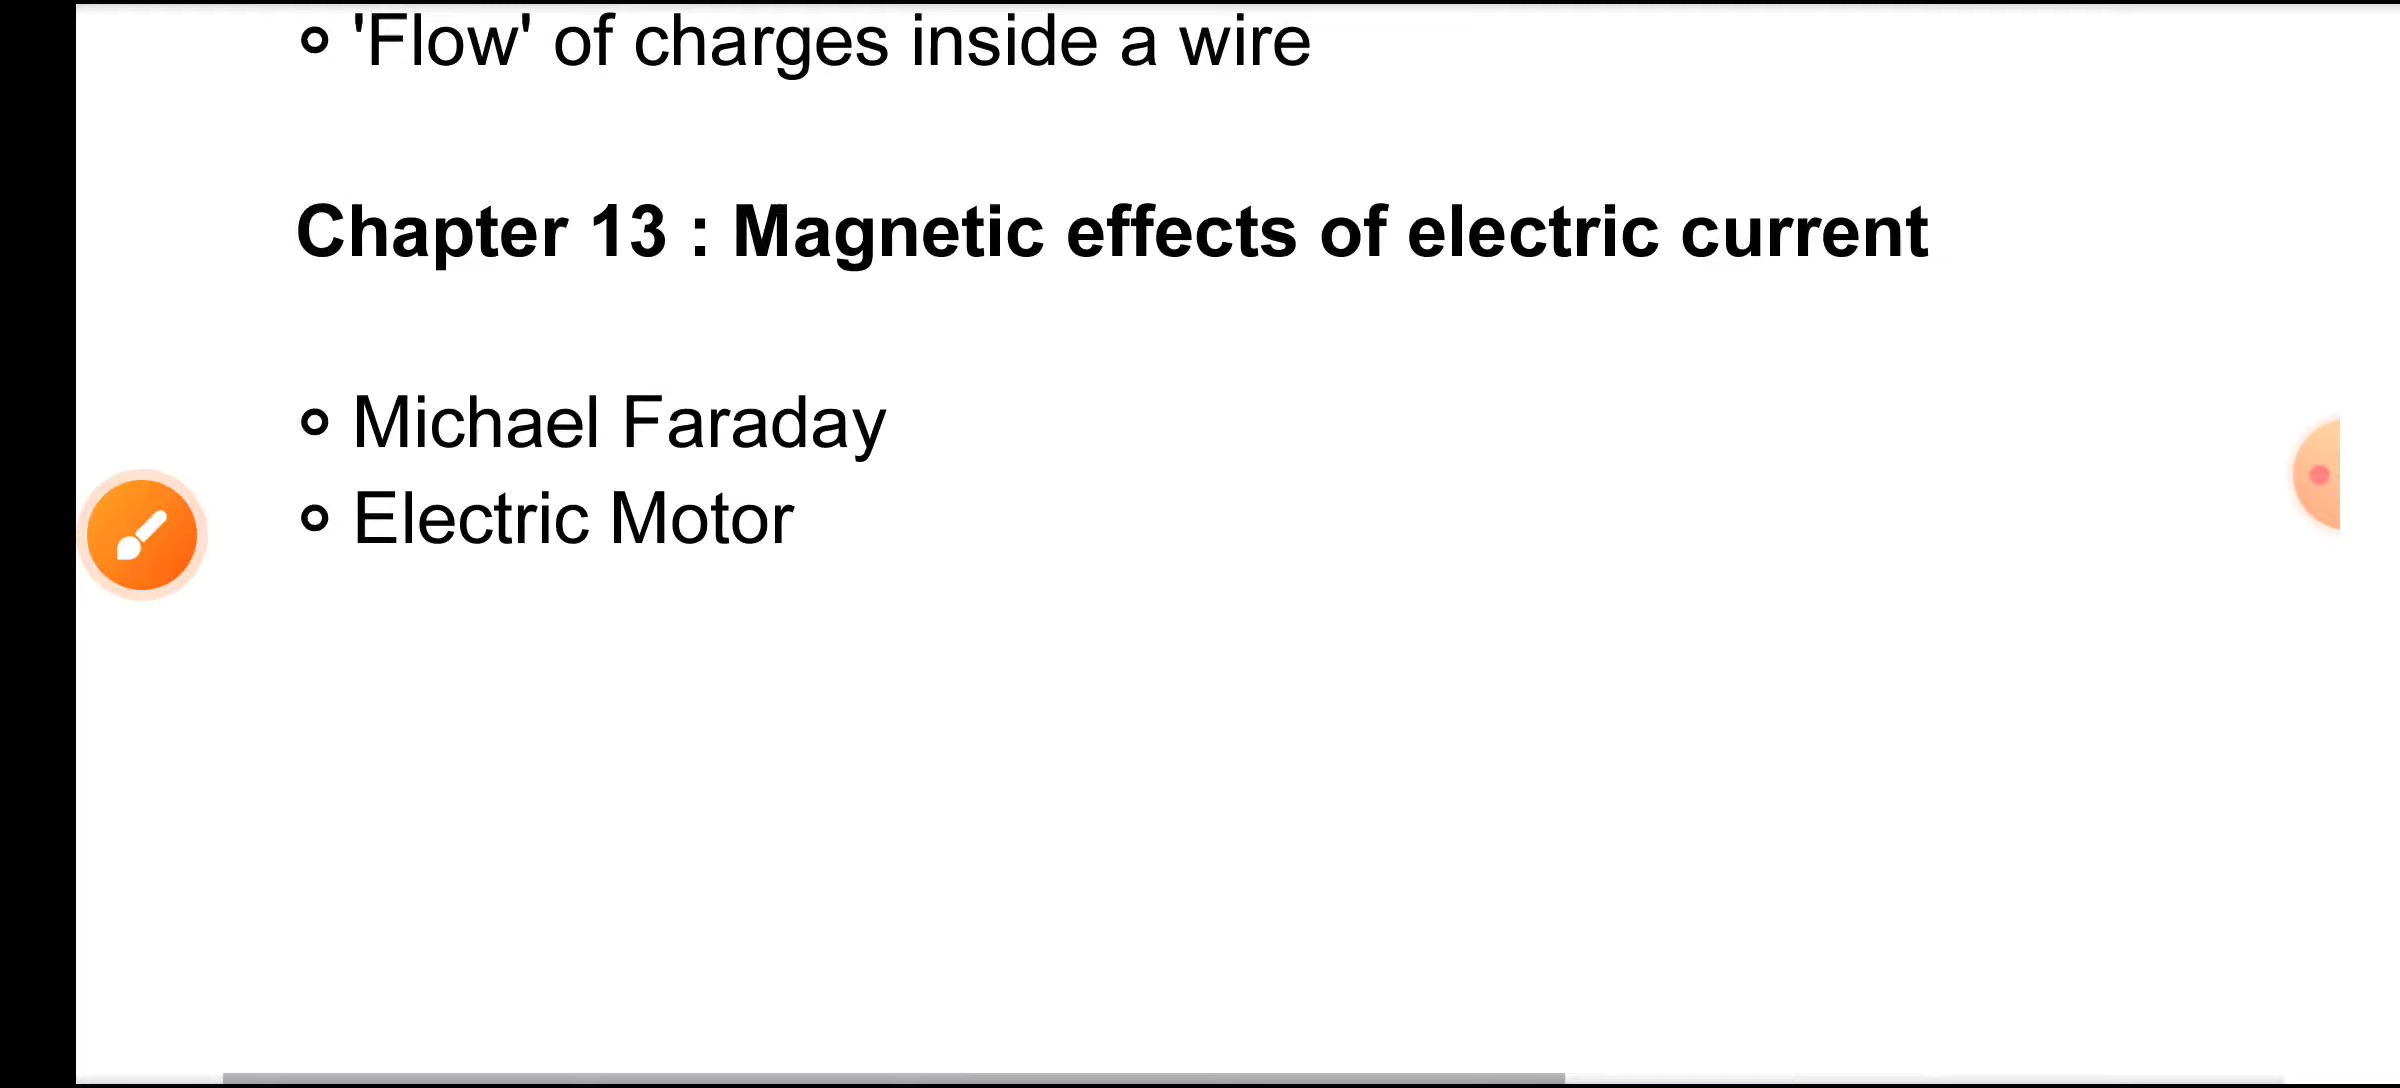 ⚬ 'Flow' of charges inside a wire
Chapter 13 : Magnetic effects of electric current
⚬ Michael Faraday
⚬ Electric Motor